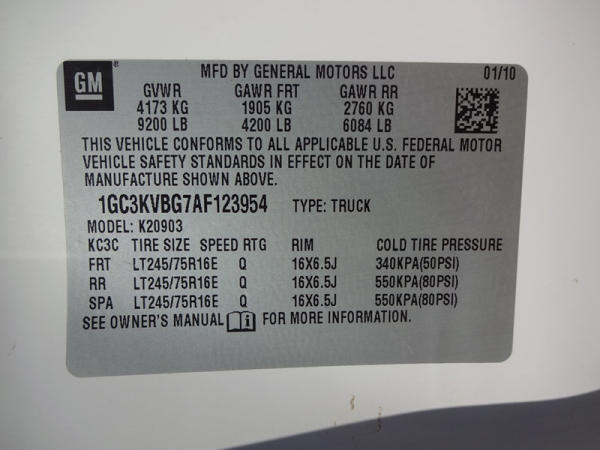 GM ® MFD BY GENERAL MOTORS LLC 01/10
GVWR GAWR FRT GAWR RR
4173 KG 1905 KG 2760 KG
9200 LB 4200 LB 6084 LB
THIS VEHICLE CONFORMS TO ALL APPLICABLE U.S. FEDERAL MOTOR
VEHICLE SAFETY STANDARDS IN EFFECT ON THE DATE OF
MANUFACTURE SHOWN ABOVE.
1GC3KVBG7AF123954 TYPE: TRUCK
MODEL: K20903
KC3C TIRE SIZE SPEED RTG RIM COLD TIRE PRESSURE
FRT LT245/75R16E Q 16X6.5J 340KPA(50PSI)
RR LT245/75R16E Q 16X6.5J 550KPA(80PSI)
SPA LT245/75R16E Q 16X6.5J 550KPA(80PSI)
SEE OWNER'S MANUAL FOR MORE INFORMATION.